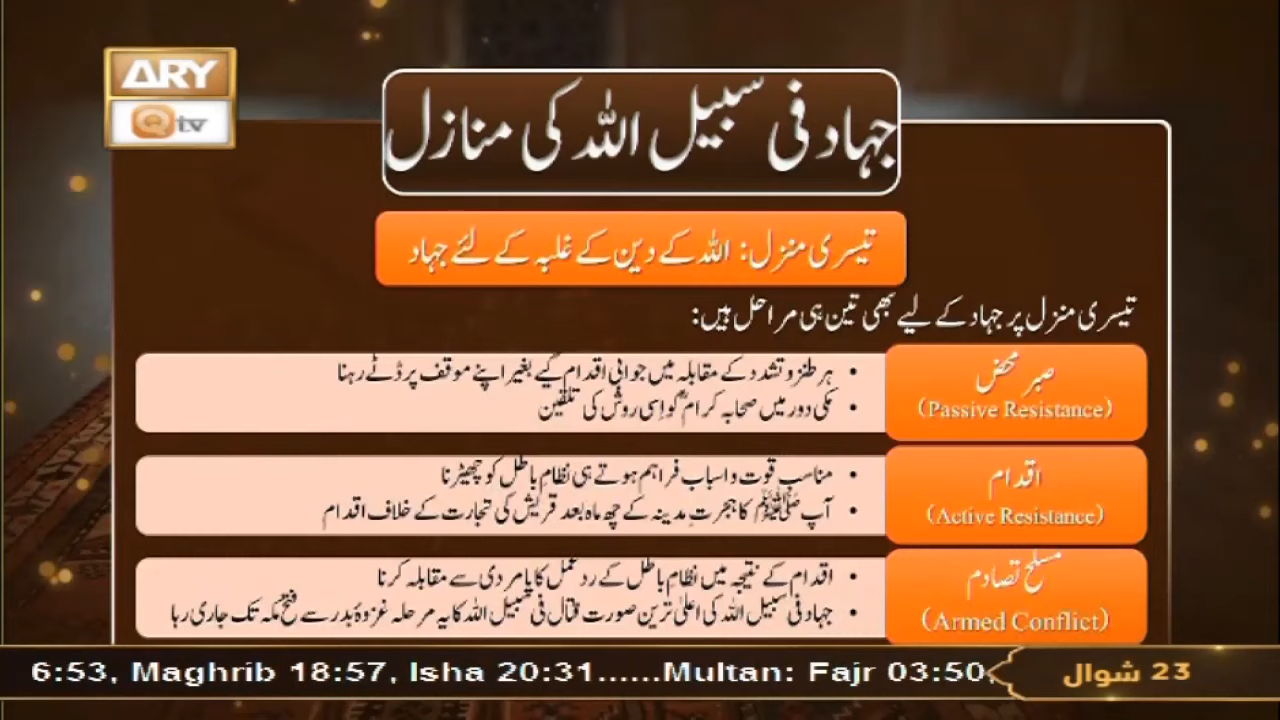 ARY
Qtv
جہاد فی سبیل اللہ کی منازل
تیسری منزل: اللہ کے دین کے غلبہ کے لئے جہاد
تیسری منزل پر جہاد کے لیے بھی تین ہی مراحل ہیں:
صبر محض
(Passive Resistance)
• ہر طنز و تشدد کے مقابلہ میں جوابی اقدام کیے بغیر اپنے موقف پر ڈٹے رہنا
• مکی دور میں صحابہ کرامؓ کو اِسی روش کی تلقین
اقدام
(Active Resistance)
• مناسب قوت و اسباب فراہم ہوتے ہی نظامِ باطل کو چھیڑنا
• آپ ﷺ کا ہجرتِ مدینہ کے چھ ماہ بعد قریش کی تجارت کے خلاف اقدام
مسلح تصادم
(Armed Conflict)
• اقدام کے نتیجہ میں نظامِ باطل کے ردعمل کا پامردی سے مقابلہ کرنا
• جہاد فی سبیل اللہ کی اعلیٰ ترین صورت قتال فی سبیل اللہ کا یہ مرحلہ غزوۂ بدر سے فتح مکہ تک جاری رہا
6:53, Maghrib 18:57, Isha 20:31......Multan: Fajr 03:50,
23 شوال